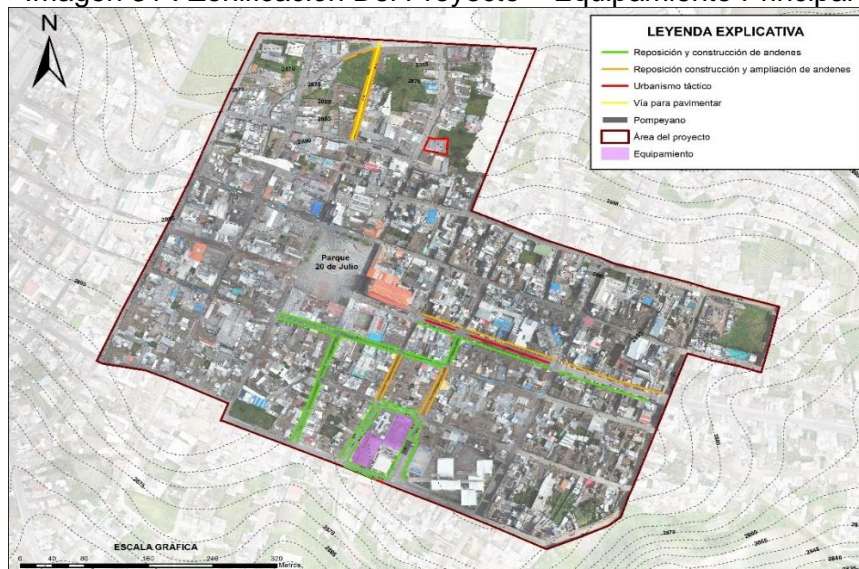 Imagen 31. Zonificación Del Proyecto – Equipamiento Principal
N
LEYENDA EXPLICATIVA
Reposición y construcción de andenes
Reposición construcción y ampliación de andenes
Urbanismo táctico
Vía para pavimentar
Pompeyano
Área del proyecto
Equipamiento
Parque
20 de Julio
ESCALA GRÁFICA
0 40 80 160 240 320
Metros